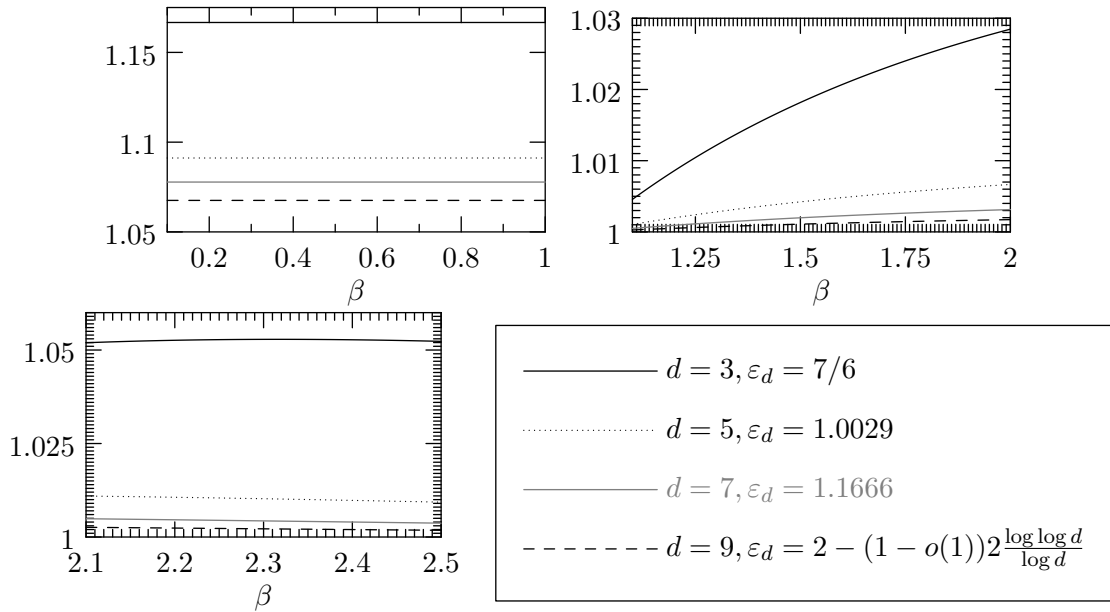 1.15
1.1
1.05
0.2 0.4 0.6 0.8 1
β
1.03
1.02
1.01
1
1.25 1.5 1.75 2
β
1.05
1.025
1
2.1 2.2 2.3 2.4 2.5
β
d = 3, ε_d = 7/6
d = 5, ε_d = 1.0029
d = 7, ε_d = 1.1666
d = 9, ε_d = 2 − (1 − o(1))2 \frac{\log \log d}{\log d}